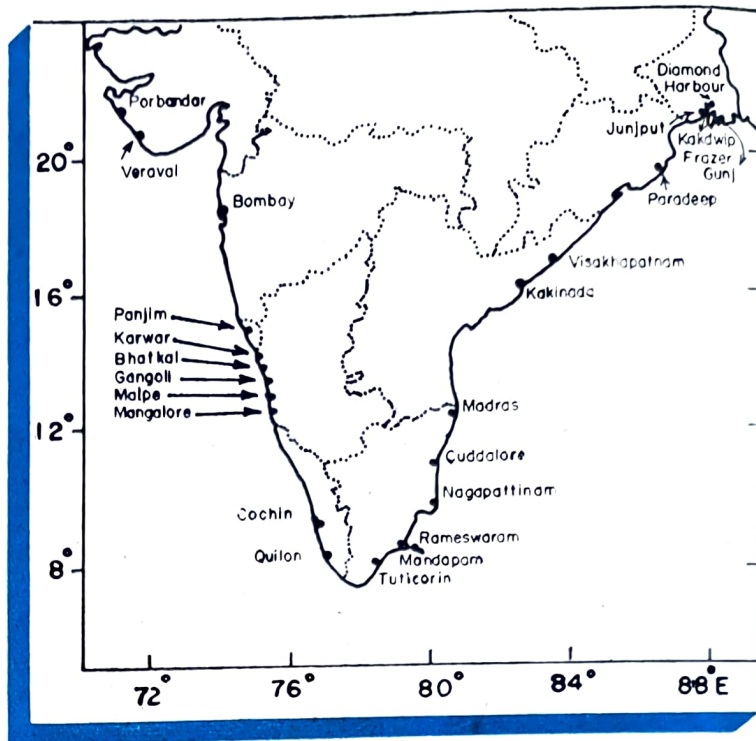 Diamond
Harbour
Porbandar
Junjput
Kakdwip
Frazer
Gunj
20°
Veraval
Paradeep
Bombay
Visakhapatnam
16°
Kakinada
Panjim
Karwar
Bhatkal
Gangoli
Malpe
Mangalore
Madras
12°
Cuddalore
Nagapattinam
Cochin
Rameswaram
Quilon
Mandapam
8°
Tuticorin
72° 76° 80° 84° 88°E